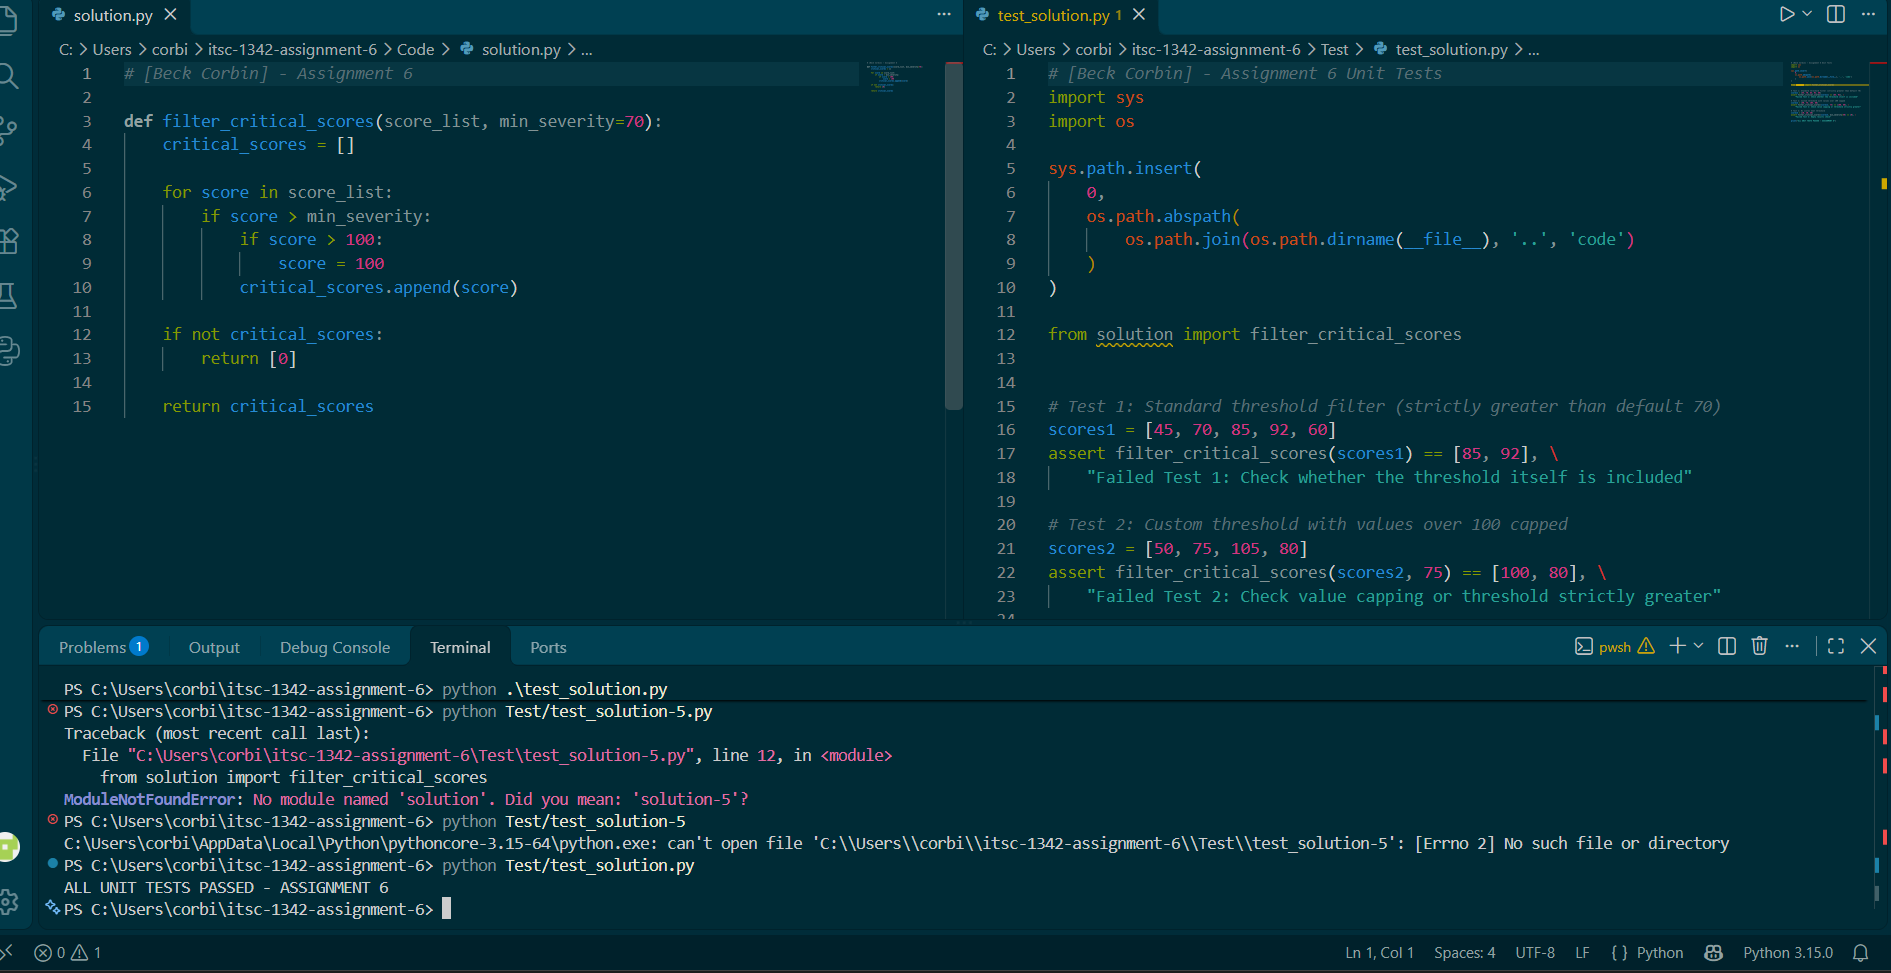 solution.py
C: > Users > corbi > itsc-1342-assignment-6 > Code > solution.py > ...
1 # [Beck Corbin] - Assignment 6
2
3 def filter_critical_scores(score_list, min_severity=70):
4     critical_scores = []
5
6     for score in score_list:
7         if score > min_severity:
8             if score > 100:
9                 score = 100
10             critical_scores.append(score)
11
12     if not critical_scores:
13         return [0]
14
15     return critical_scores
test_solution.py 1
C: > Users > corbi > itsc-1342-assignment-6 > Test > test_solution.py > ...
1 # [Beck Corbin] - Assignment 6 Unit Tests
2 import sys
3 import os
4
5 sys.path.insert(
6     0,
7     os.path.abspath(
8         os.path.join(os.path.dirname(__file__), '..', 'code')
9     )
10 )
11
12 from solution import filter_critical_scores
13
14
15 # Test 1: Standard threshold filter (strictly greater than default 70)
16 scores1 = [45, 70, 85, 92, 60]
17 assert filter_critical_scores(scores1) == [85, 92], \
18     "Failed Test 1: Check whether the threshold itself is included"
19
20 # Test 2: Custom threshold with values over 100 capped
21 scores2 = [50, 75, 105, 80]
22 assert filter_critical_scores(scores2, 75) == [100, 80], \
23     "Failed Test 2: Check value capping or threshold strictly greater"
24
Problems 1 Output Debug Console Terminal Ports
pwsh
PS C:\Users\corbi\itsc-1342-assignment-6> python .\test_solution.py
PS C:\Users\corbi\itsc-1342-assignment-6> python Test/test_solution-5.py
Traceback (most recent call last):
  File "C:\Users\corbi\itsc-1342-assignment-6\Test\test_solution-5.py", line 12, in <module>
    from solution import filter_critical_scores
ModuleNotFoundError: No module named 'solution'. Did you mean: 'solution-5'?
PS C:\Users\corbi\itsc-1342-assignment-6> python Test/test_solution-5
C:\Users\corbi\AppData\Local\Python\pythoncore-3.15-64\python.exe: can't open file 'C:\\Users\\corbi\\itsc-1342-assignment-6\\Test\\test_solution-5': [Errno 2] No such file or directory
PS C:\Users\corbi\itsc-1342-assignment-6> python Test/test_solution.py
ALL UNIT TESTS PASSED - ASSIGNMENT 6
PS C:\Users\corbi\itsc-1342-assignment-6>
0 1 Ln 1, Col 1 Spaces: 4 UTF-8 LF { } Python Python 3.15.0